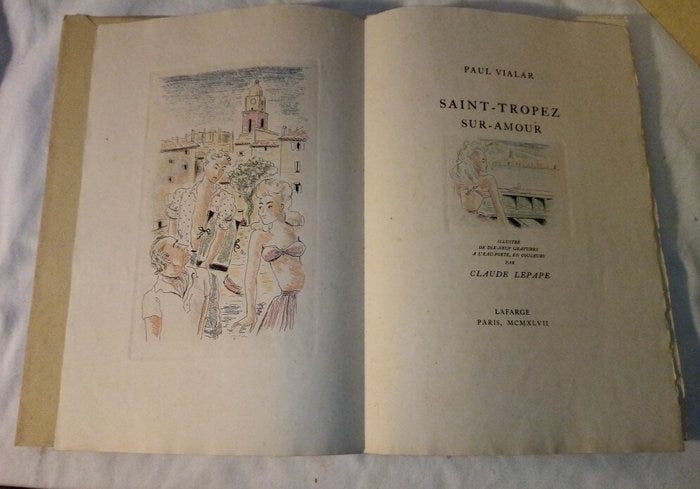 PAUL VIALAR
SAINT-TROPEZ
SUR-AMOUR
ILLUSTRÉ
DE DIX-NEUF GRAVURES
A L'EAU-FORTE, EN COULEURS
PAR
CLAUDE LEPAPE
LAFARGE
PARIS, MCMXLVII